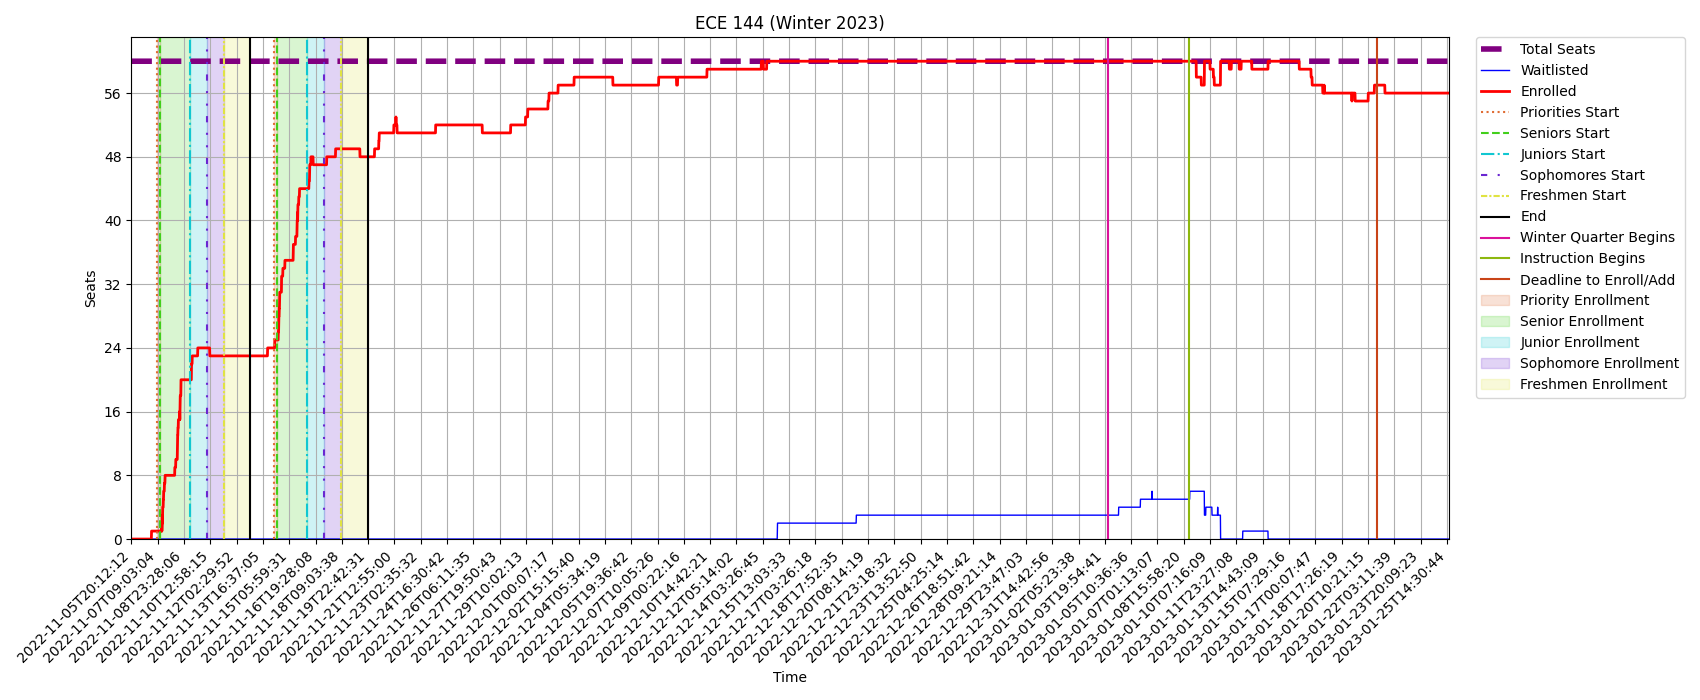 ECE 144 (Winter 2023)
Seats
56
48
40
32
24
16
8
0
2022-11-05T20:12:12
2022-11-07T09:03:04
2022-11-08T23:28:06
2022-11-10T12:58:15
2022-11-12T02:29:52
2022-11-13T16:37:05
2022-11-15T05:59:31
2022-11-16T19:28:08
2022-11-18T09:03:38
2022-11-19T22:42:31
2022-11-21T12:55:00
2022-11-23T02:35:32
2022-11-24T16:30:42
2022-11-26T06:11:35
2022-11-27T19:50:43
2022-11-29T10:02:13
2022-12-01T00:07:17
2022-12-02T15:15:40
2022-12-04T05:34:19
2022-12-05T19:36:42
2022-12-07T10:05:26
2022-12-09T00:22:16
2022-12-10T14:42:21
2022-12-12T05:14:02
2022-12-14T03:26:45
2022-12-15T13:03:33
2022-12-17T03:26:18
2022-12-18T17:52:35
2022-12-20T08:14:19
2022-12-21T23:18:32
2022-12-23T13:52:50
2022-12-25T04:25:14
2022-12-26T18:51:42
2022-12-28T09:21:14
2022-12-29T23:47:03
2022-12-31T14:42:56
2023-01-02T05:23:38
2023-01-03T19:54:41
2023-01-05T10:36:36
2023-01-07T01:13:07
2023-01-08T15:58:20
2023-01-10T07:16:09
2023-01-11T23:27:08
2023-01-13T14:43:09
2023-01-15T07:29:16
2023-01-17T00:07:47
2023-01-18T17:26:19
2023-01-20T10:21:15
2023-01-22T03:11:39
2023-01-23T20:09:23
2023-01-25T14:30:44
Time
Total Seats
Waitlisted
Enrolled
Priorities Start
Seniors Start
Juniors Start
Sophomores Start
Freshmen Start
End
Winter Quarter Begins
Instruction Begins
Deadline to Enroll/Add
Priority Enrollment
Senior Enrollment
Junior Enrollment
Sophomore Enrollment
Freshmen Enrollment